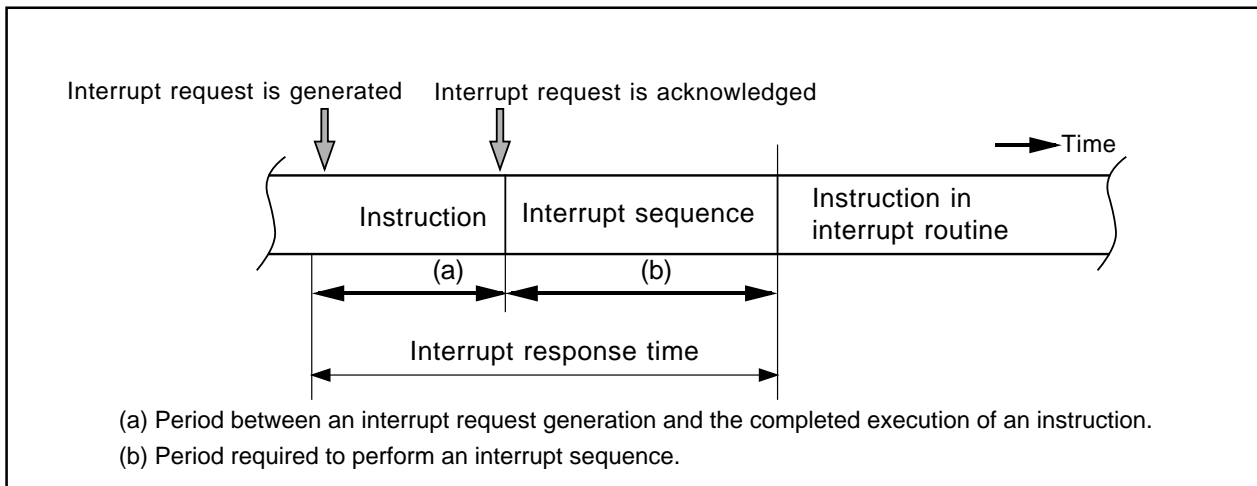 Interrupt request is generated
Interrupt request is acknowledged
Time
Instruction
Interrupt sequence
Instruction in
interrupt routine
(a)
(b)
Interrupt response time
(a) Period between an interrupt request generation and the completed execution of an instruction.
(b) Period required to perform an interrupt sequence.